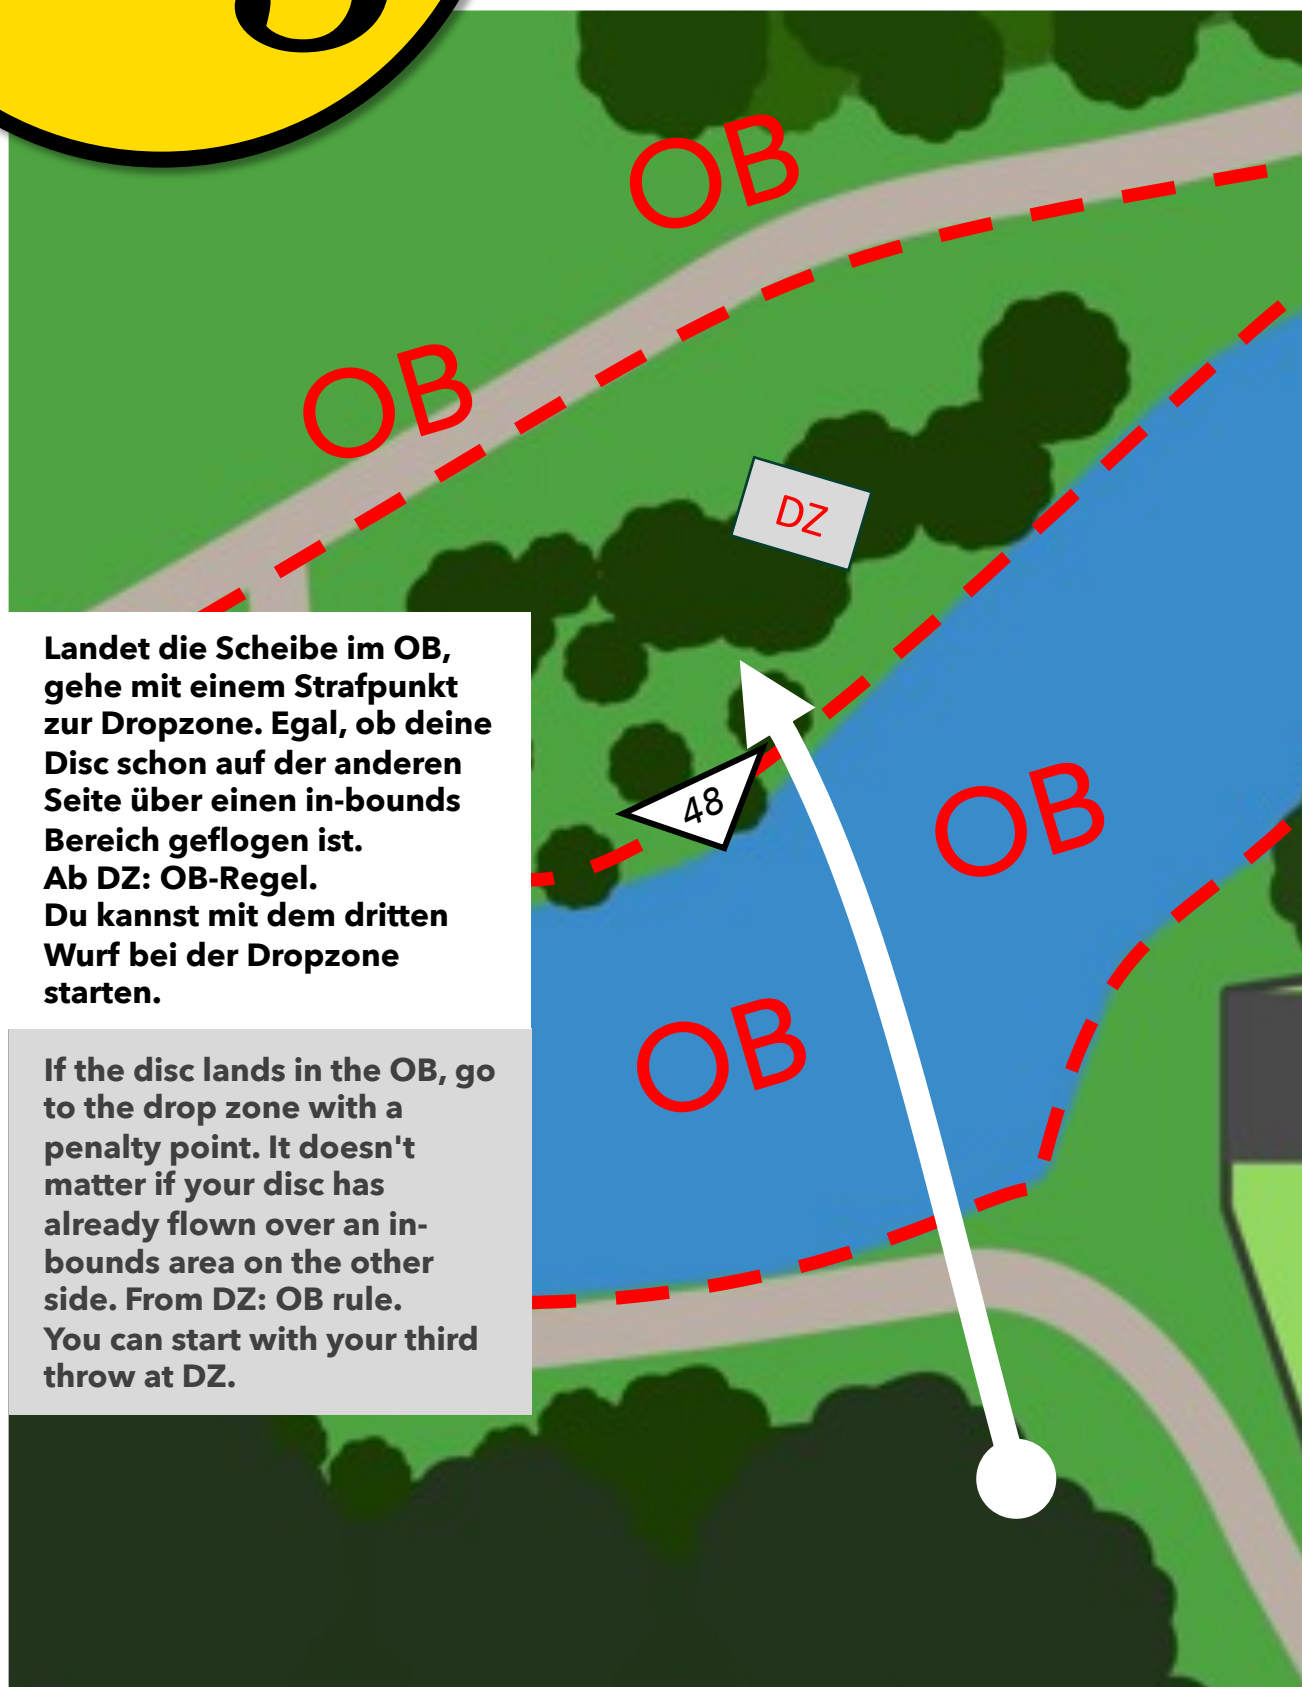 OB
OB
DZ
Landet die Scheibe im OB,
gehe mit einem Strafpunkt
zur Dropzone. Egal, ob deine
Disc schon auf der anderen
Seite über einen in-bounds
Bereich geflogen ist.
Ab DZ: OB-Regel.
Du kannst mit dem dritten
Wurf bei der Dropzone
starten.
48
OB
OB
If the disc lands in the OB, go
to the drop zone with a
penalty point. It doesn't
matter if your disc has
already flown over an in-
bounds area on the other
side. From DZ: OB rule.
You can start with your third
throw at DZ.